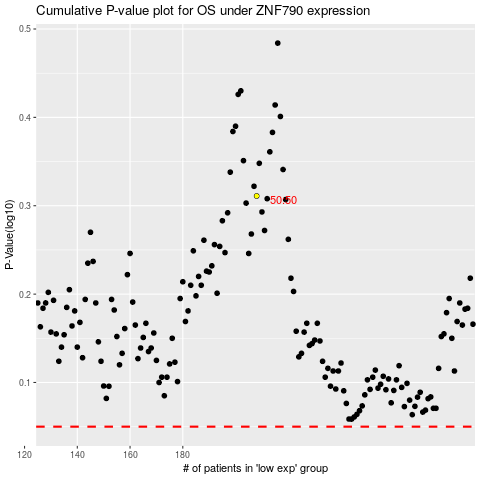 Cumulative P-value plot for OS under ZNF790 expression
0.5
0.4
0.3
0.2
0.1
P-Value(log10)
50:50
120 140 160 180
# of patients in 'low exp' group